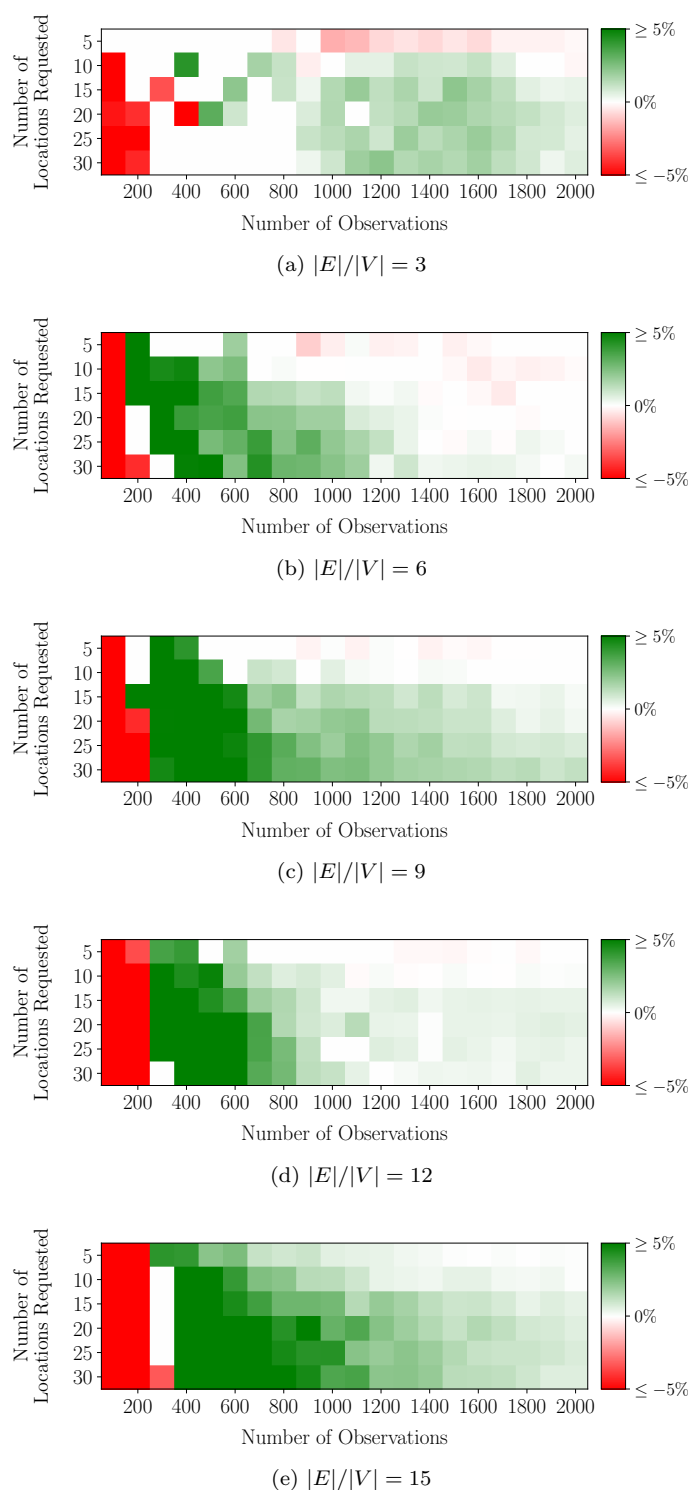 Number of
Locations Requested
5
10
15
20
25
30
200 400 600 800 1000 1200 1400 1600 1800 2000
Number of Observations
≥ 5%
0%
≤ −5%
(a) |E|/|V| = 3
Number of
Locations Requested
5
10
15
20
25
30
200 400 600 800 1000 1200 1400 1600 1800 2000
Number of Observations
≥ 5%
0%
≤ −5%
(b) |E|/|V| = 6
Number of
Locations Requested
5
10
15
20
25
30
200 400 600 800 1000 1200 1400 1600 1800 2000
Number of Observations
≥ 5%
0%
≤ −5%
(c) |E|/|V| = 9
Number of
Locations Requested
5
10
15
20
25
30
200 400 600 800 1000 1200 1400 1600 1800 2000
Number of Observations
≥ 5%
0%
≤ −5%
(d) |E|/|V| = 12
Number of
Locations Requested
5
10
15
20
25
30
200 400 600 800 1000 1200 1400 1600 1800 2000
Number of Observations
≥ 5%
0%
≤ −5%
(e) |E|/|V| = 15